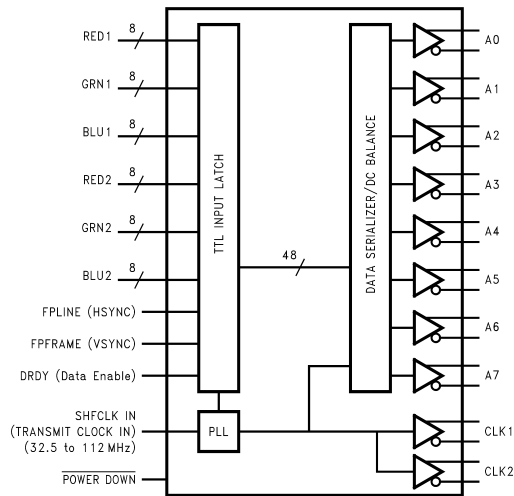 RED1
8
GRN1
8
BLU1
8
RED2
8
GRN2
8
BLU2
8
FPLINE (HSYNC)
FPFRAME (VSYNC)
DRDY (Data Enable)
SHFCLK IN
(TRANSMIT CLOCK IN)
(32.5 to 112 MHz)
POWER DOWN
TTL INPUT LATCH
PLL
48
DATA SERIALIZER/DC BALANCE
A0
A1
A2
A3
A4
A5
A6
A7
CLK1
CLK2